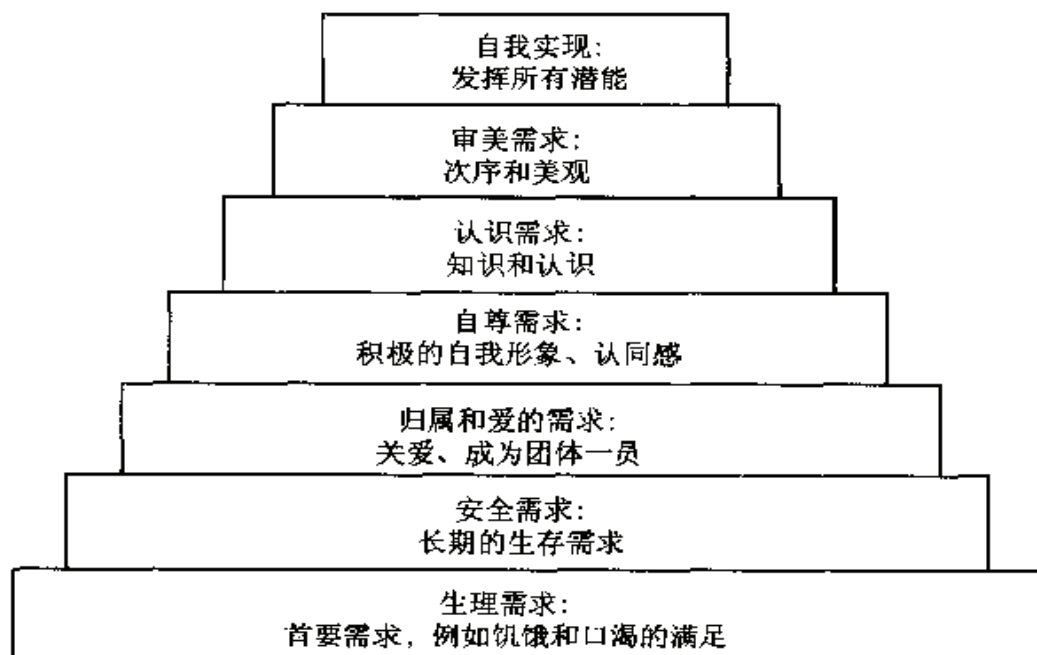 自我实现：
发挥所有潜能
审美需求：
次序和美观
认识需求：
知识和认识
自尊需求：
积极的自我形象、认同感
归属和爱的需求：
关爱、成为团体一员
安全需求：
长期的生存需求
生理需求：
首要需求，例如饥饿和口渴的满足